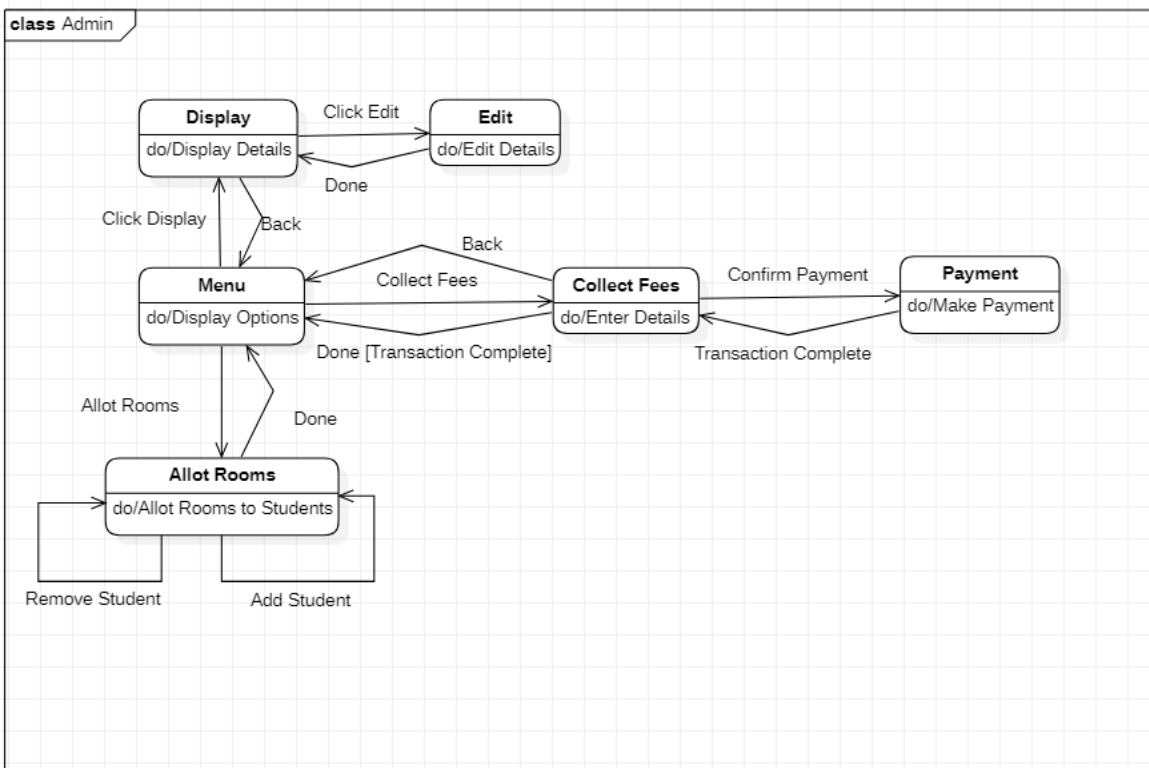 class Admin
Display
do/Display Details
Click Edit
Edit
do/Edit Details
Done
Click Display
Back
Menu
do/Display Options
Back
Collect Fees
Collect Fees
do/Enter Details
Done [Transaction Complete]
Confirm Payment
Payment
do/Make Payment
Transaction Complete
Allot Rooms
Done
Allot Rooms
do/Allot Rooms to Students
Remove Student
Add Student